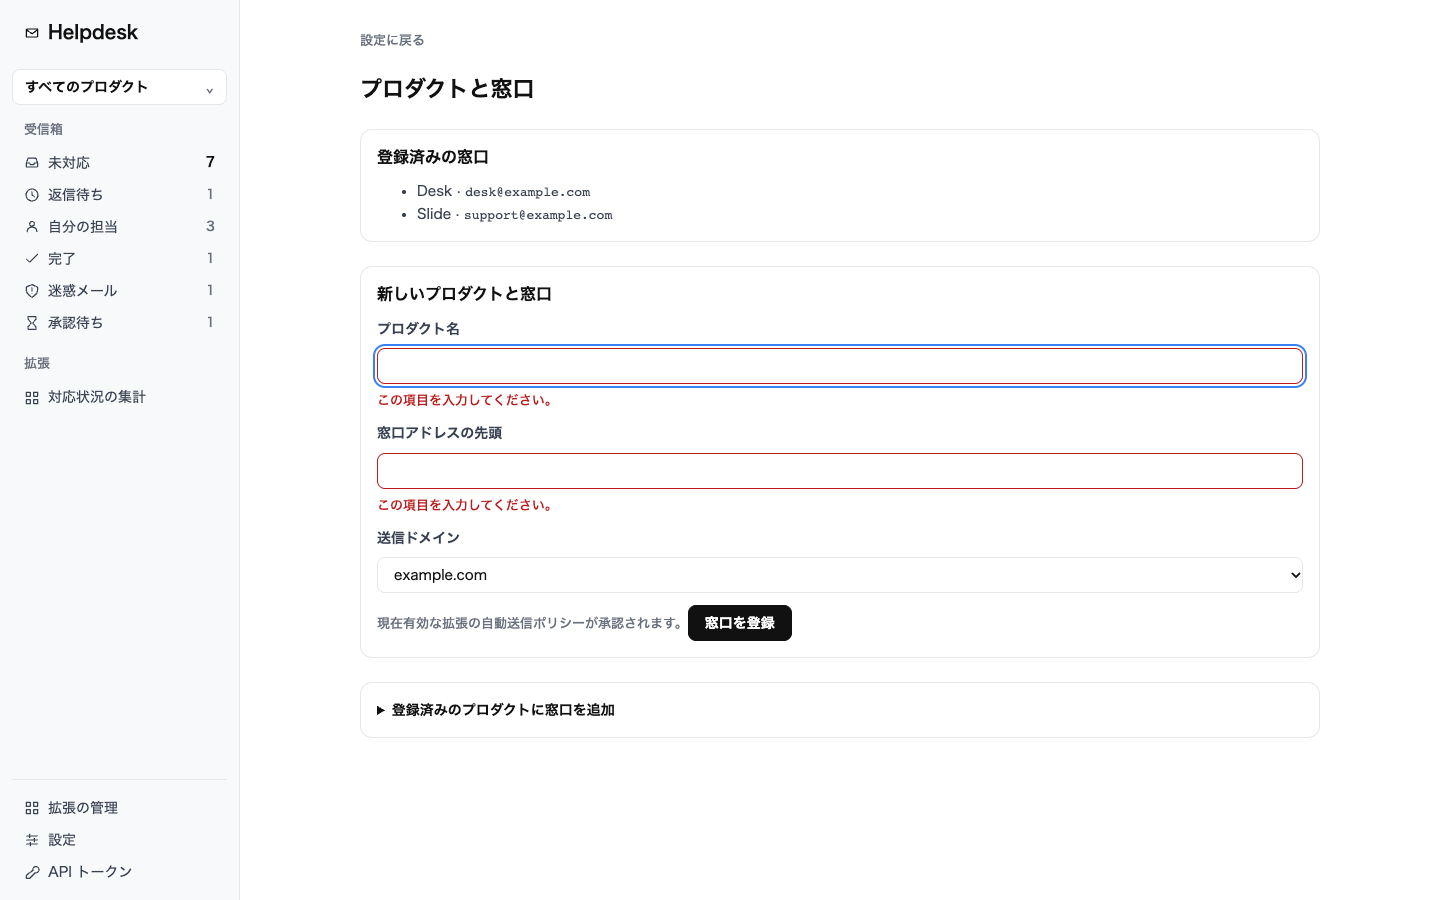 Helpdesk
すべてのプロダクト
受信箱
未対応 7
返信待ち 1
自分の担当 3
完了 1
迷惑メール 1
承認待ち 1
拡張
対応状況の集計
拡張の管理
設定
API トークン
設定に戻る
プロダクトと窓口
登録済みの窓口
• Desk · desk@example.com
• Slide · support@example.com
新しいプロダクトと窓口
プロダクト名
この項目を入力してください。
窓口アドレスの先頭
この項目を入力してください。
送信ドメイン
example.com
現在有効な拡張の自動送信ポリシーが承認されます。 窓口を登録
登録済みのプロダクトに窓口を追加